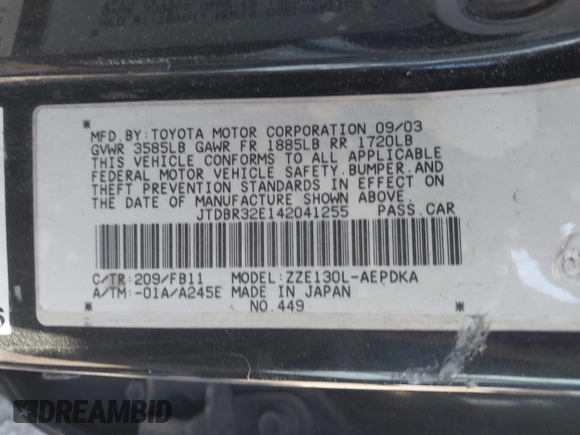 MFD.BY:TOYOTA MOTOR CORPORATION 09/03
GVWR 3585LB GAWR FR 1885LB RR 1720LB
THIS VEHICLE CONFORMS TO ALL APPLICABLE
FEDERAL MOTOR VEHICLE SAFETY,BUMPER,AND
THEFT PREVENTION STANDARDS IN EFFECT ON
THE DATE OF MANUFACTURE SHOWN ABOVE.
JTDBR32E142041255 PASS.CAR
C/TR:209/FB11 MODEL:ZZE130L-AEPDKA
A/TM:-01A/A245E MADE IN JAPAN
NO.449
DREAMBID